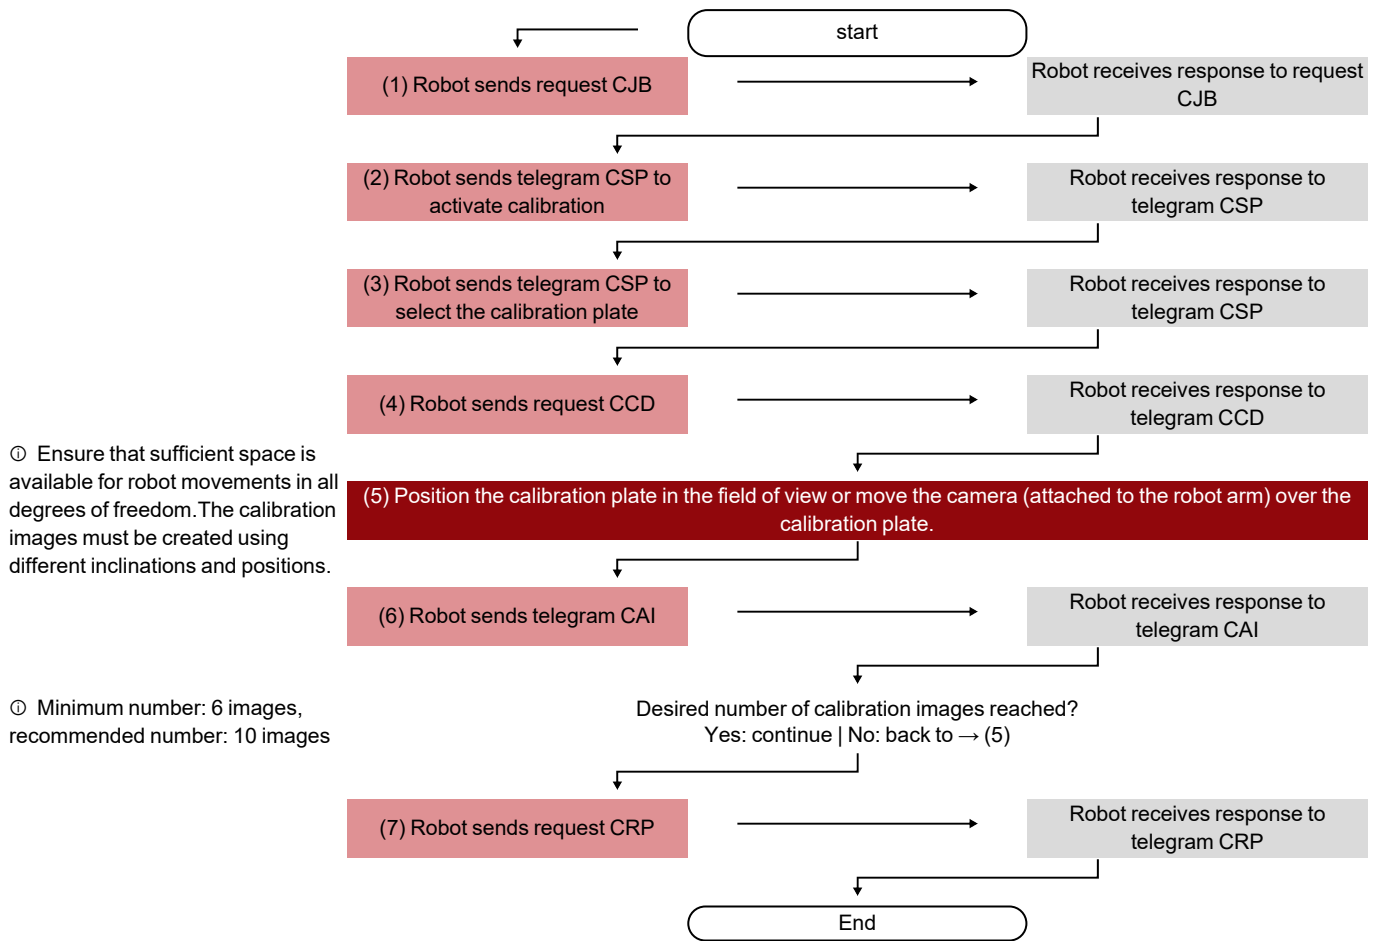 start
(1) Robot sends request CJB
Robot receives response to request
CJB
(2) Robot sends telegram CSP to
activate calibration
Robot receives response to
telegram CSP
(3) Robot sends telegram CSP to
select the calibration plate
Robot receives response to
telegram CSP
(4) Robot sends request CCD
Robot receives response to
telegram CCD
ⓘ Ensure that sufficient space is
available for robot movements in all
degrees of freedom.The calibration
images must be created using
different inclinations and positions.
(5) Position the calibration plate in the field of view or move the camera (attached to the robot arm) over the
calibration plate.
(6) Robot sends telegram CAI
Robot receives response to
telegram CAI
ⓘ Minimum number: 6 images,
recommended number: 10 images
Desired number of calibration images reached?
Yes: continue | No: back to → (5)
(7) Robot sends request CRP
Robot receives response to
telegram CRP
End